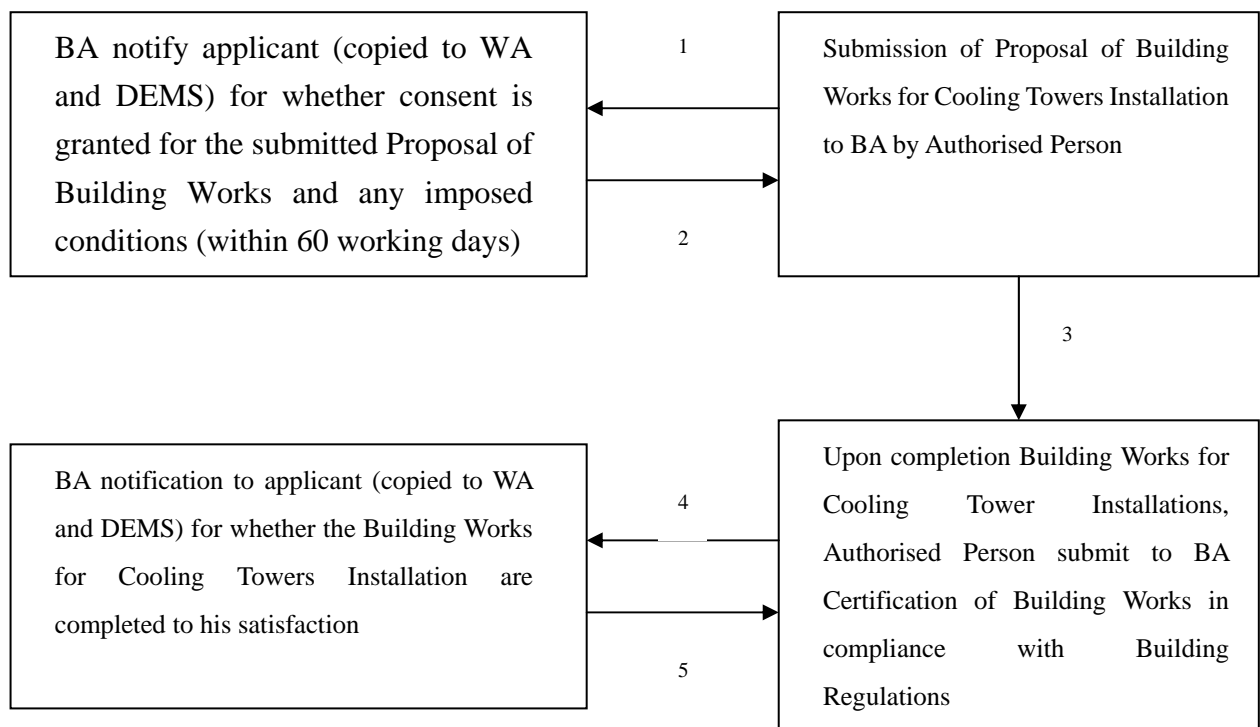 BA notify applicant (copied to WA
and DEMS) for whether consent is
granted for the submitted Proposal of
Building Works and any imposed
conditions (within 60 working days)
1
2
Submission of Proposal of Building
Works for Cooling Towers Installation
to BA by Authorised Person
3
BA notification to applicant (copied to WA
and DEMS) for whether the Building Works
for Cooling Towers Installation are
completed to his satisfaction
4
5
Upon completion Building Works for
Cooling Tower Installations,
Authorised Person submit to BA
Certification of Building Works in
compliance with Building
Regulations